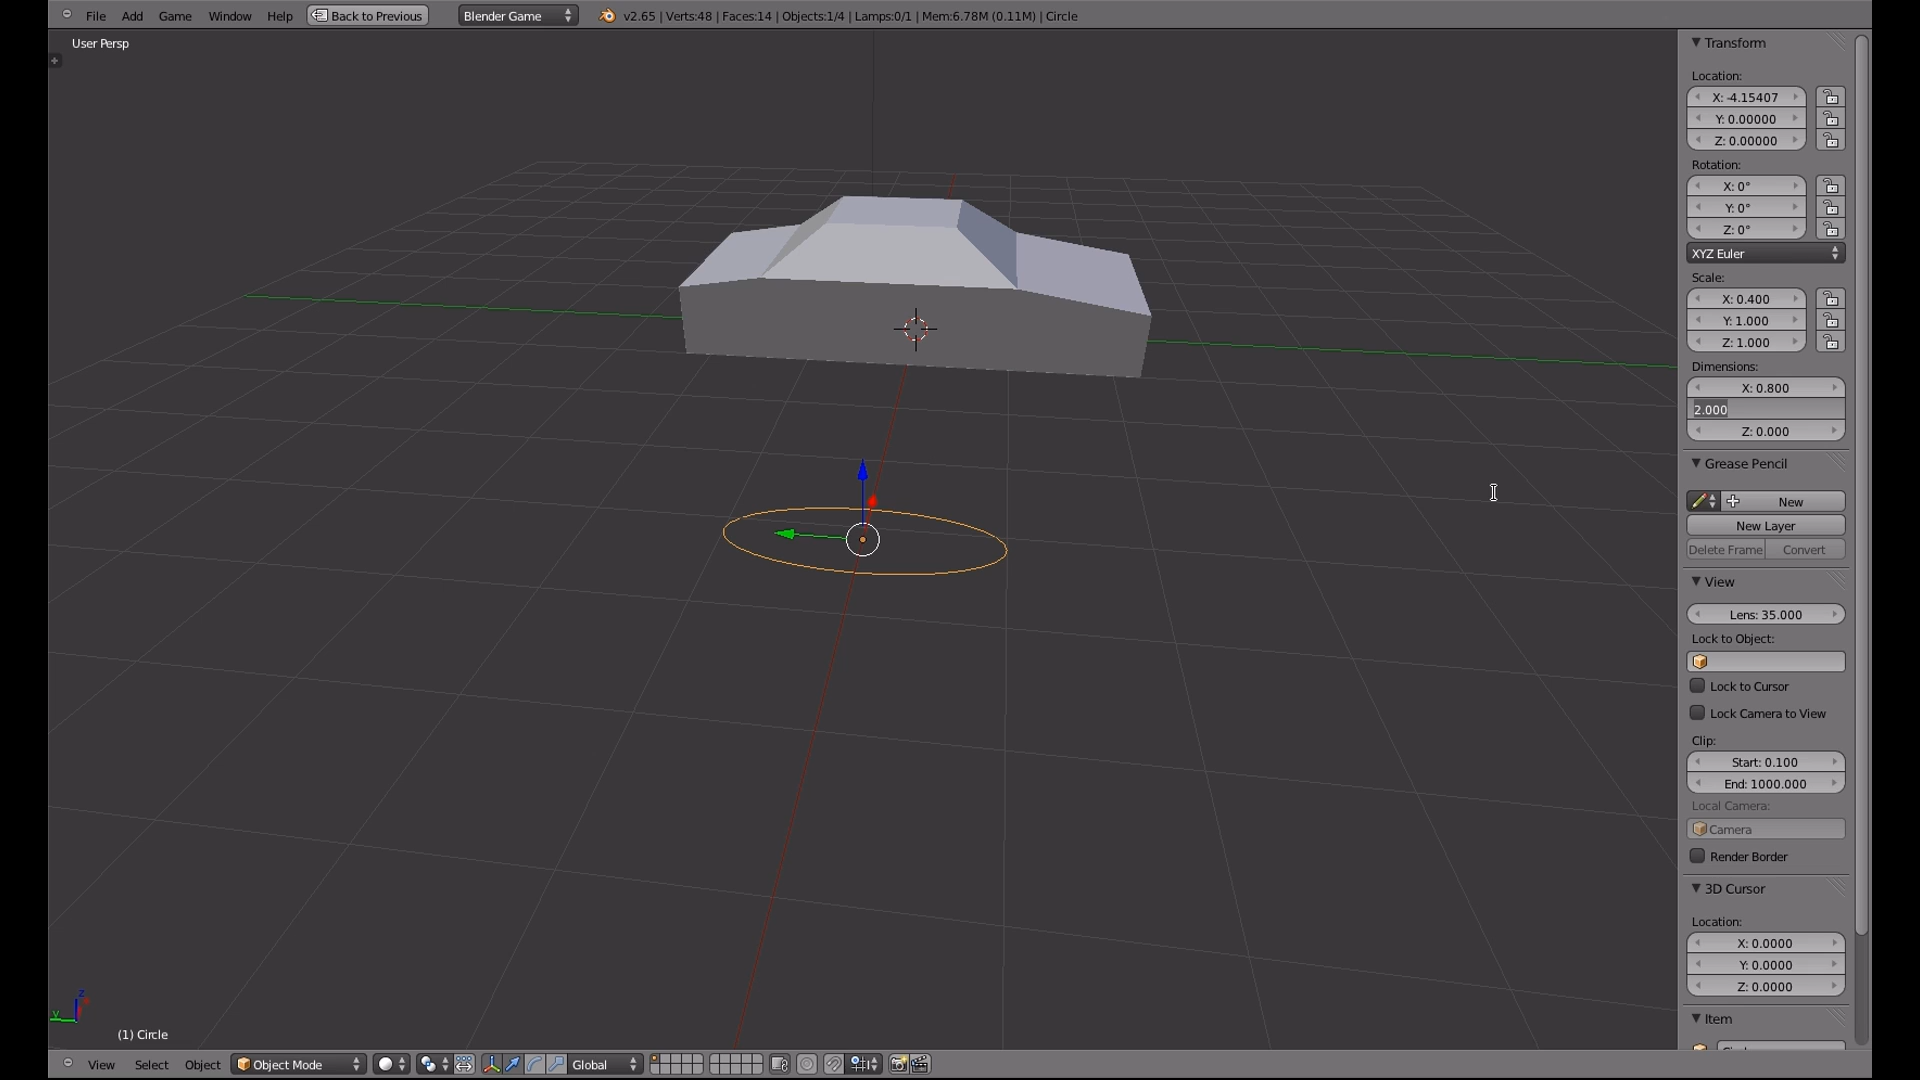 File Add Game Window Help Back to Previous Blender Game v2.65 | Verts:48 | Faces:14 | Objects:1/4 | Lamps:0/1 | Mem:6.78M (0.11M) | Circle
User Persp
Transform
Location:
X: -4.15407
Y: 0.00000
Z: 0.00000
Rotation:
X: 0°
Y: 0°
Z: 0°
XYZ Euler
Scale:
X: 0.400
Y: 1.000
Z: 1.000
Dimensions:
X: 0.800
2.000
Z: 0.000
Grease Pencil
New
New Layer
Delete Frame Convert
View
Lens: 35.000
Lock to Object:
Lock to Cursor
Lock Camera to View
Clip:
Start: 0.100
End: 1000.000
Local Camera:
Camera
Render Border
3D Cursor
Location:
X: 0.0000
Y: 0.0000
Z: 0.0000
Item
z
y
(1) Circle
View Select Object Object Mode Global